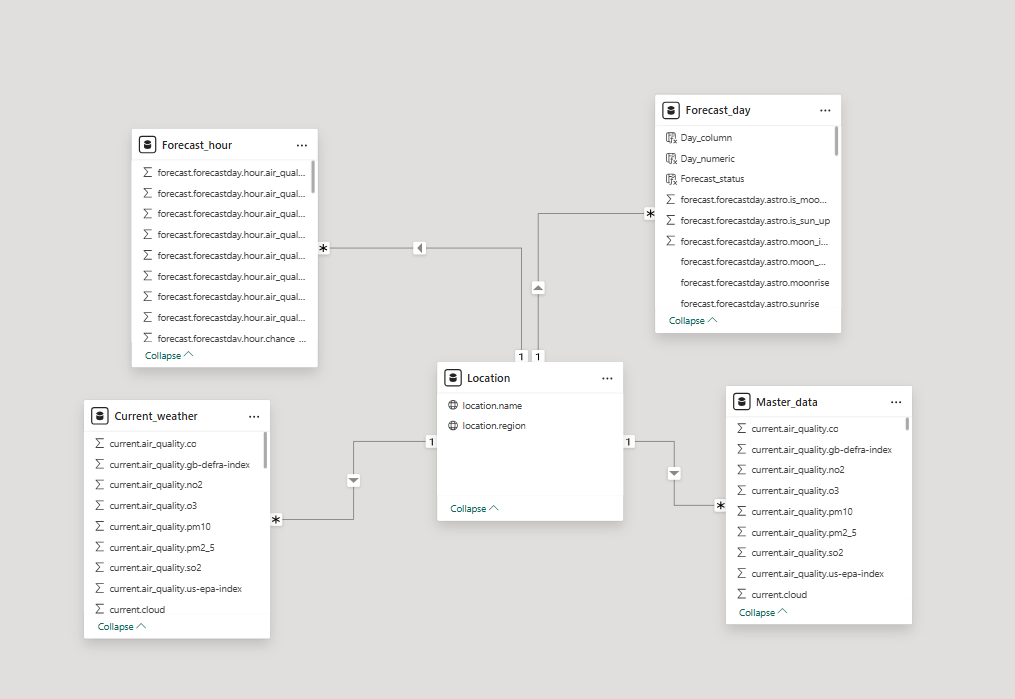 Forecast_hour
forecast.forecastday.hour.air_qual...
forecast.forecastday.hour.air_qual...
forecast.forecastday.hour.air_qual...
forecast.forecastday.hour.air_qual...
forecast.forecastday.hour.air_qual...
forecast.forecastday.hour.air_qual...
forecast.forecastday.hour.air_qual...
forecast.forecastday.hour.air_qual...
forecast.forecastday.hour.chance ...
Collapse
Forecast_day
Day_column
Day_numeric
Forecast_status
forecast.forecastday.astro.is_moo...
forecast.forecastday.astro.is_sun_up
forecast.forecastday.astro.moon_i...
forecast.forecastday.astro.moon_...
forecast.forecastday.astro.moonrise
forecast.forecastday.astro.sunrise
Collapse
*
*
1
1
Location
location.name
location.region
Collapse
1
1
*
*
Current_weather
current.air_quality.co
current.air_quality.gb-defra-index
current.air_quality.no2
current.air_quality.o3
current.air_quality.pm10
current.air_quality.pm2_5
current.air_quality.so2
current.air_quality.us-epa-index
current.cloud
Collapse
Master_data
current.air_quality.co
current.air_quality.gb-defra-index
current.air_quality.no2
current.air_quality.o3
current.air_quality.pm10
current.air_quality.pm2_5
current.air_quality.so2
current.air_quality.us-epa-index
current.cloud
Collapse